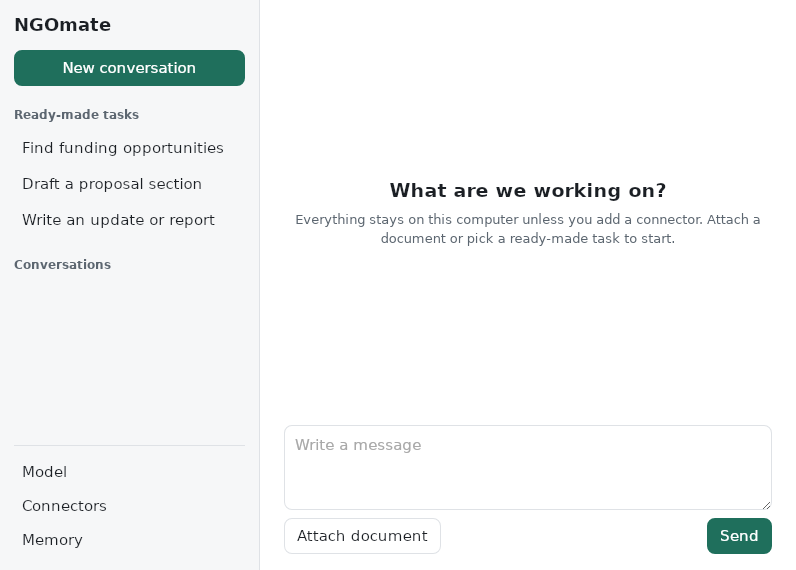 NGOmate
New conversation
Ready-made tasks
Find funding opportunities
Draft a proposal section
Write an update or report
Conversations
Model
Connectors
Memory
What are we working on?
Everything stays on this computer unless you add a connector. Attach a
document or pick a ready-made task to start.
Write a message
Attach document
Send